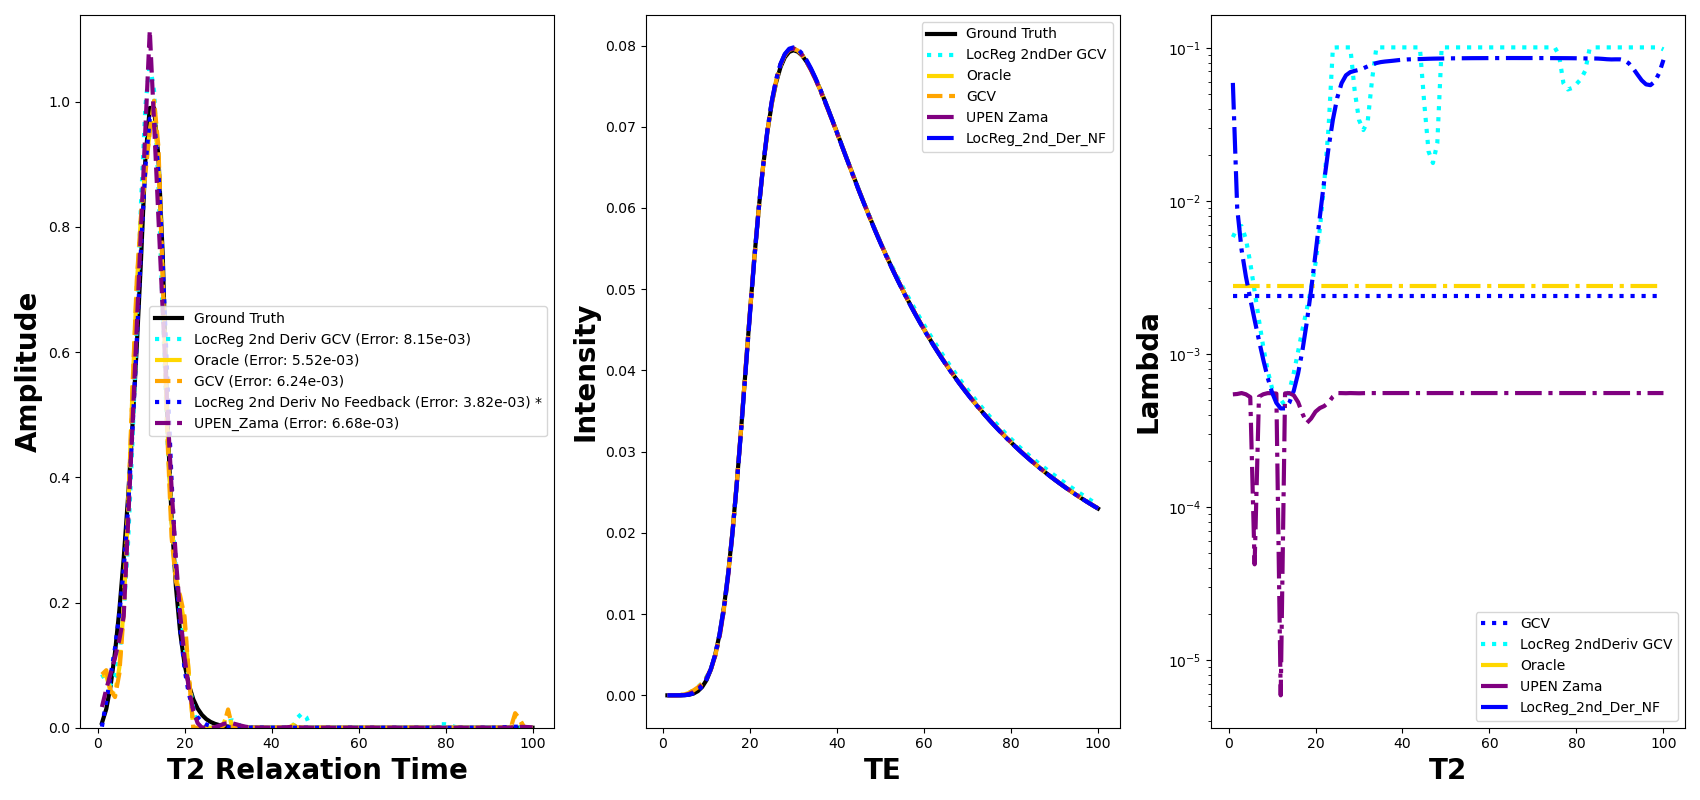 Amplitude
1.0
0.8
0.6
0.4
0.2
0.0
Ground Truth
LocReg 2nd Deriv GCV (Error: 8.15e-03)
Oracle (Error: 5.52e-03)
GCV (Error: 6.24e-03)
LocReg 2nd Deriv No Feedback (Error: 3.82e-03) *
UPEN_Zama (Error: 6.68e-03)
0 20 40 60 80 100
T2 Relaxation Time
Intensity
0.08
0.07
0.06
0.05
0.04
0.03
0.02
0.01
0.00
Ground Truth
LocReg 2ndDer GCV
Oracle
GCV
UPEN Zama
LocReg_2nd_Der_NF
0 20 40 60 80 100
TE
Lambda
10⁻¹
10⁻²
10⁻³
10⁻⁴
10⁻⁵
GCV
LocReg 2ndDeriv GCV
Oracle
UPEN Zama
LocReg_2nd_Der_NF
0 20 40 60 80 100
T2